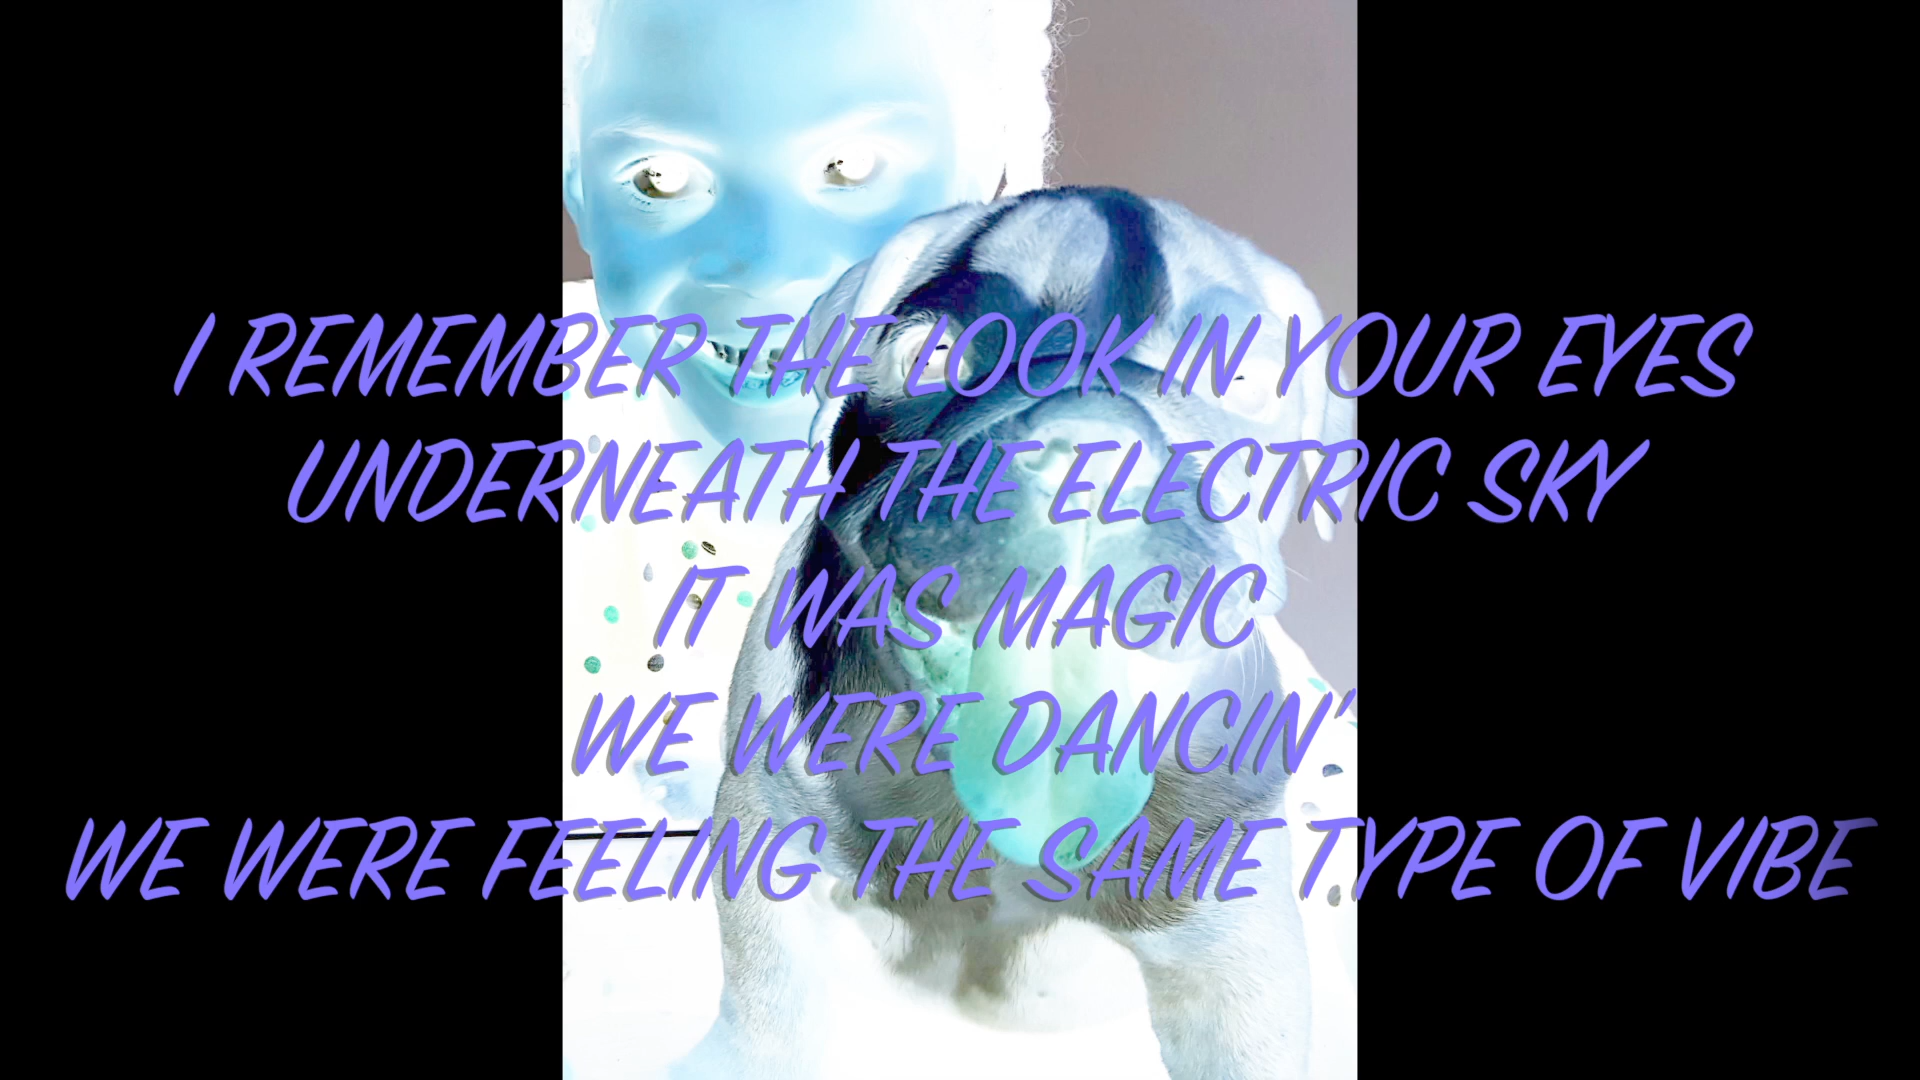 I REMEMBER THE LOOK IN YOUR EYES
UNDERNEATH THE ELECTRIC SKY
IT WAS MAGIC
WE WERE DANCIN'
WE WERE FEELING THE SAME TYPE OF VIBE